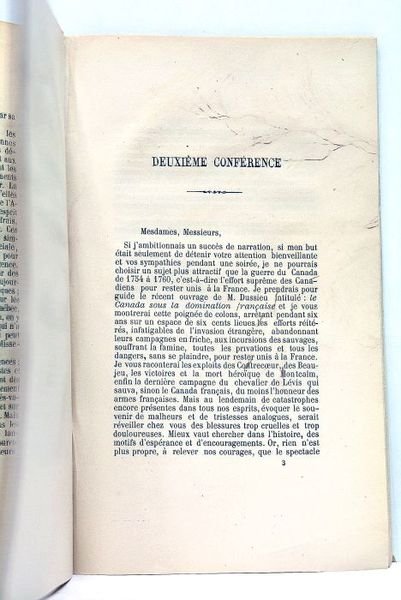 DEUXIÈME CONFÉRENCE
Mesdames, Messieurs,
Si j'ambitionnais un succès de narration, si mon but
était seulement de détenir votre attention bienveillante
et vos sympathies pendant une soirée, je ne pourrais
choisir un sujet plus attractif que la guerre du Canada
de 1754 à 1760, c'est-à-dire l'effort suprême des Cana-
diens pour rester unis à la France. Je prendrais pour
guide le récent ouvrage de M. Dussieu intitulé : le
Canada sous la domination française et je vous
montrerai cette poignée de colons, arrêtant pendant six
ans sur un espace de six cents lieues les efforts réité-
rés, infatigables de l'invasion étrangère, abandonnant
leurs campagnes en friche, aux incursions des sauvages,
souffrant la famine, toutes les privations et tous les
dangers, sans se plaindre, pour rester unis à la France.
Je vous raconterai les exploits des Contrecœur, des Beau-
jeu, les victoires et la mort héroïque de Montcalm,
enfin la dernière campagne du chevalier de Lévis qui
sauva, sinon le Canada français, du moins l'honneur des
armes françaises. Mais au lendemain de catastrophes
encore présentes dans tous nos esprits, évoquer le sou-
venir de malheurs et de tristesses analogues, serait
réveiller chez vous des blessures trop cruelles et trop
douloureuses. Mieux vaut chercher dans l'histoire, des
motifs d'espérance et d'encouragements. Or, rien n'est
plus propre, à relever nos courages, que le spectacle
3